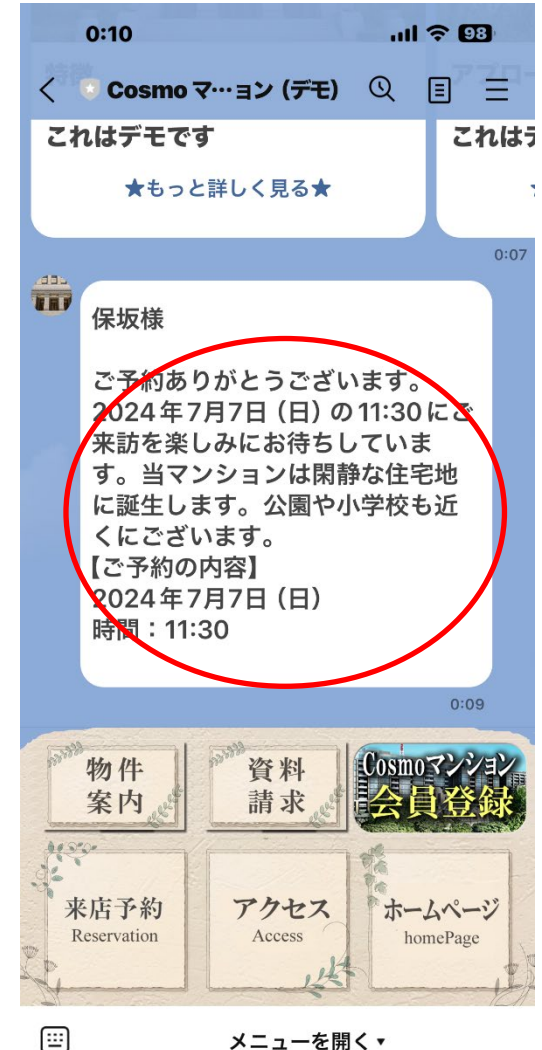 0:10
98
Cosmo マ…ョン (デモ)
これはデモです
これはデ
★もっと詳しく見る★
0:07
保坂様
ご予約ありがとうございます。
2024年7月7日(日)の11:30にご
来訪を楽しみにお待ちしていま
す。当マンションは閑静な住宅地
に誕生します。公園や小学校も近
くにございます。
【ご予約の内容】
2024年7月7日(日)
時間:11:30
0:09
物件
案内
資料
請求
Cosmoマンション
会員登録
来店予約
Reservation
アクセス
Access
ホームページ
homePage
メニューを開く▾